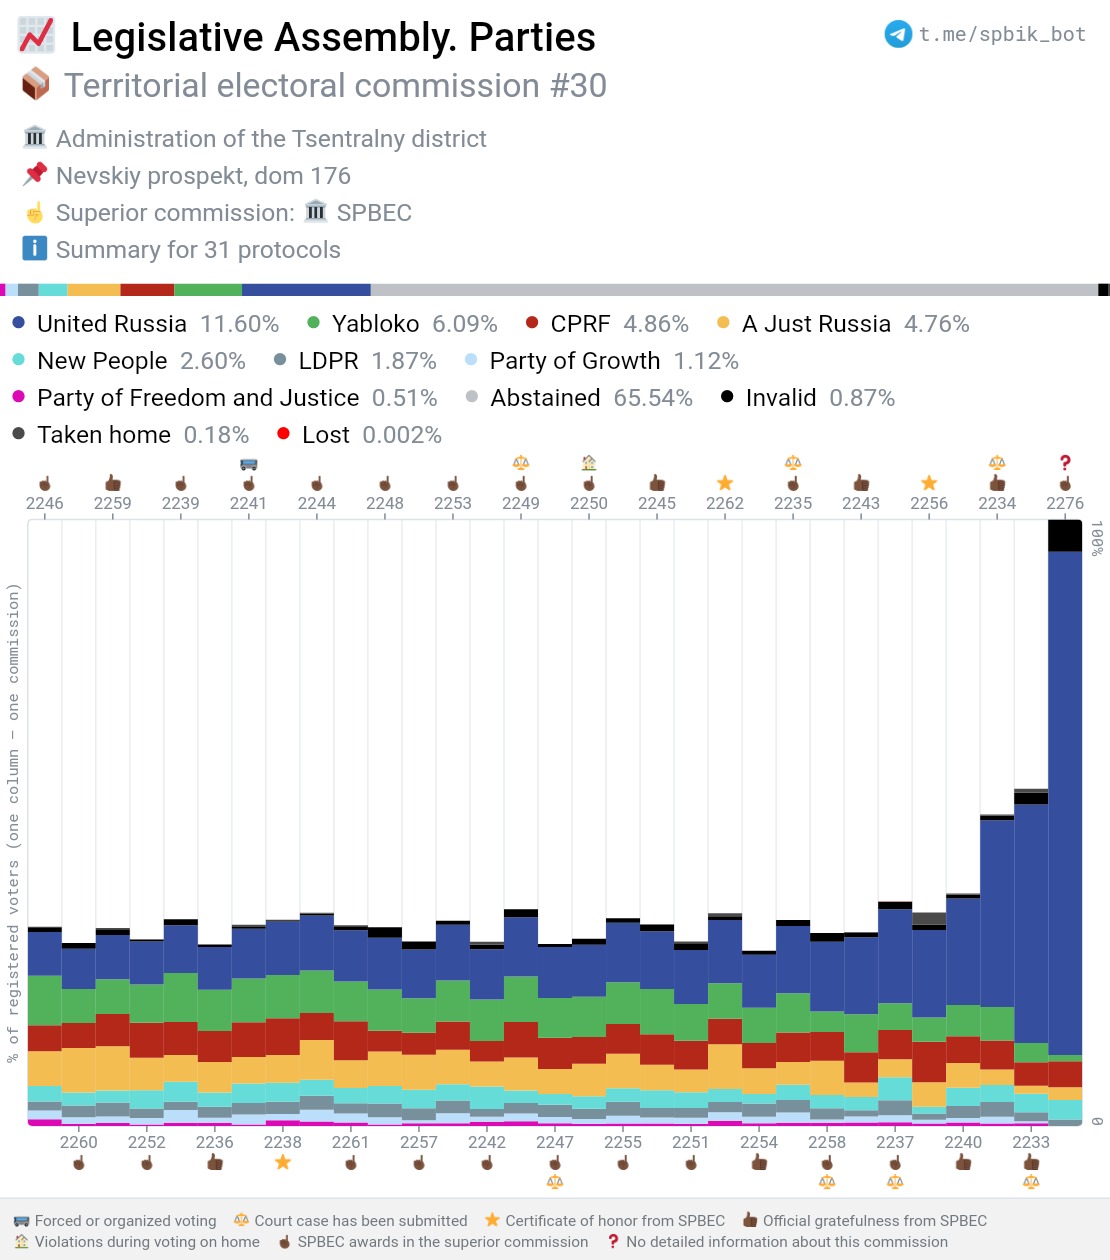 Legislative Assembly. Parties
t.me/spbik_bot
Territorial electoral commission #30
Administration of the Tsentralny district
Nevskiy prospekt, dom 176
Superior commission: SPBEC
Summary for 31 protocols
United Russia 11.60% Yabloko 6.09% CPRF 4.86% A Just Russia 4.76%
New People 2.60% LDPR 1.87% Party of Growth 1.12%
Party of Freedom and Justice 0.51% Abstained 65.54% Invalid 0.87%
Taken home 0.18% Lost 0.002%
2246 2259 2239 2241 2244 2248 2253 2249 2250 2245 2262 2235 2243 2256 2234 2276
100%
% of registered voters (one column – one commission)
0
2260 2252 2236 2238 2261 2257 2242 2247 2255 2251 2254 2258 2237 2240 2233
Forced or organized voting Court case has been submitted Certificate of honor from SPBEC Official gratefulness from SPBEC
Violations during voting on home SPBEC awards in the superior commission No detailed information about this commission